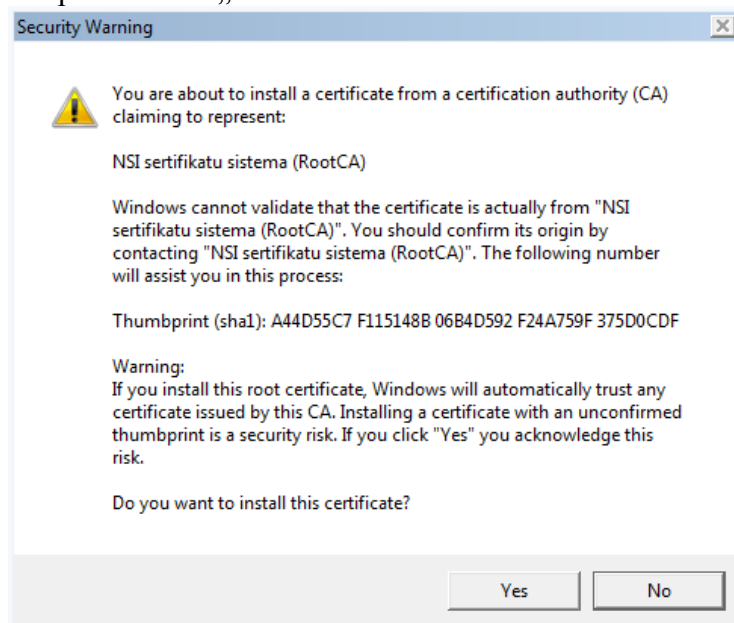 Security Warning
You are about to install a certificate from a certification authority (CA)
claiming to represent:
NSI sertifikatu sistema (RootCA)
Windows cannot validate that the certificate is actually from "NSI
sertifikatu sistema (RootCA)". You should confirm its origin by
contacting "NSI sertifikatu sistema (RootCA)". The following number
will assist you in this process:
Thumbprint (sha1): A44D55C7 F115148B 06B4D592 F24A759F 375D0CDF
Warning:
If you install this root certificate, Windows will automatically trust any
certificate issued by this CA. Installing a certificate with an unconfirmed
thumbprint is a security risk. If you click "Yes" you acknowledge this
risk.
Do you want to install this certificate?
Yes No